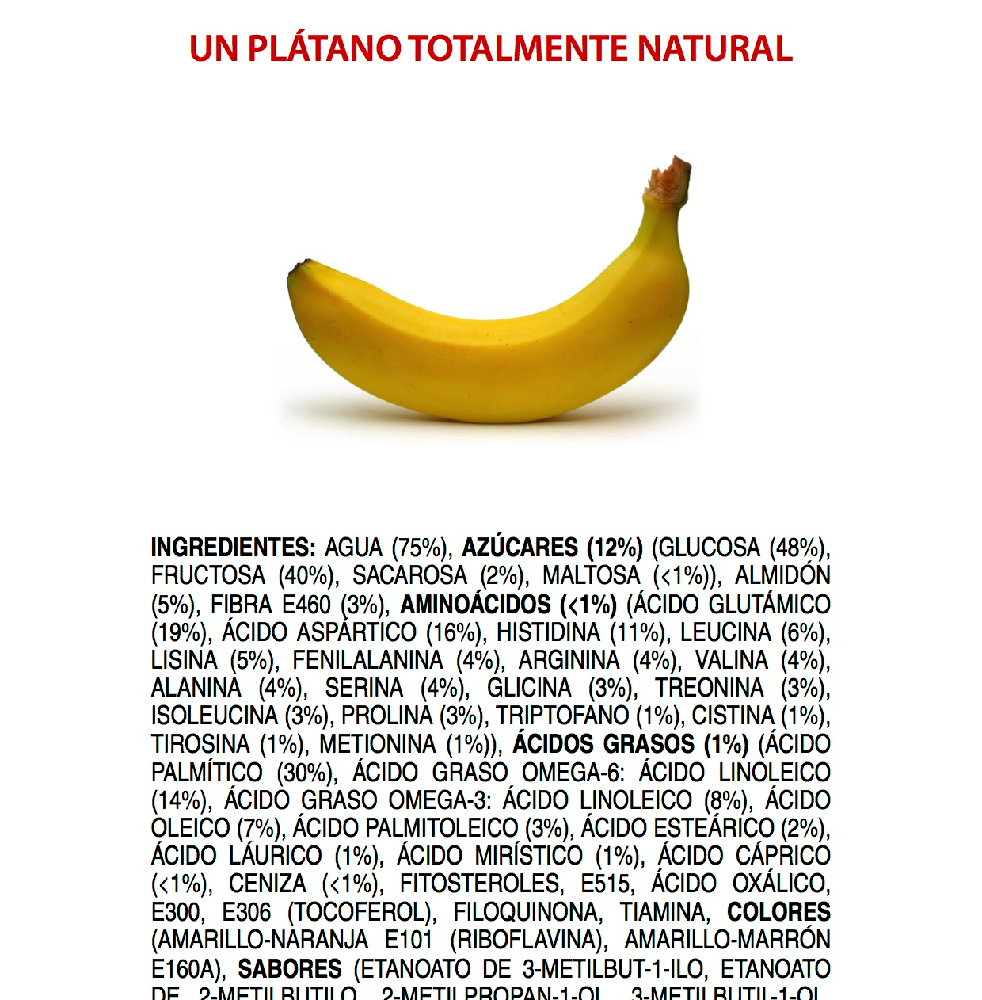 UN PLÁTANO TOTALMENTE NATURAL
INGREDIENTES: AGUA (75%), AZÚCARES (12%) (GLUCOSA (48%),
FRUCTOSA (40%), SACAROSA (2%), MALTOSA (<1%)), ALMIDÓN
(5%), FIBRA E460 (3%), AMINOÁCIDOS (<1%) (ÁCIDO GLUTÁMICO
(19%), ÁCIDO ASPÁRTICO (16%), HISTIDINA (11%), LEUCINA (6%),
LISINA (5%), FENILALANINA (4%), ARGININA (4%), VALINA (4%),
ALANINA (4%), SERINA (4%), GLICINA (3%), TREONINA (3%),
ISOLEUCINA (3%), PROLINA (3%), TRIPTOFANO (1%), CISTINA (1%),
TIROSINA (1%), METIONINA (1%)), ÁCIDOS GRASOS (1%) (ÁCIDO
PALMÍTICO (30%), ÁCIDO GRASO OMEGA-6: ÁCIDO LINOLEICO
(14%), ÁCIDO GRASO OMEGA-3: ÁCIDO LINOLEICO (8%), ÁCIDO
OLEICO (7%), ÁCIDO PALMITOLEICO (3%), ÁCIDO ESTEÁRICO (2%),
ÁCIDO LÁURICO (1%), ÁCIDO MIRÍSTICO (1%), ÁCIDO CÁPRICO
(<1%), CENIZA (<1%), FITOSTEROLES, E515, ÁCIDO OXÁLICO,
E300, E306 (TOCOFEROL), FILOQUINONA, TIAMINA, COLORES
(AMARILLO-NARANJA E101 (RIBOFLAVINA), AMARILLO-MARRÓN
E160A), SABORES (ETANOATO DE 3-METILBUT-1-ILO, ETANOATO
DE 2-METILBUTILO, 2-METILPROPAN-1-OL, 3-METILBUTIL-1-OL,